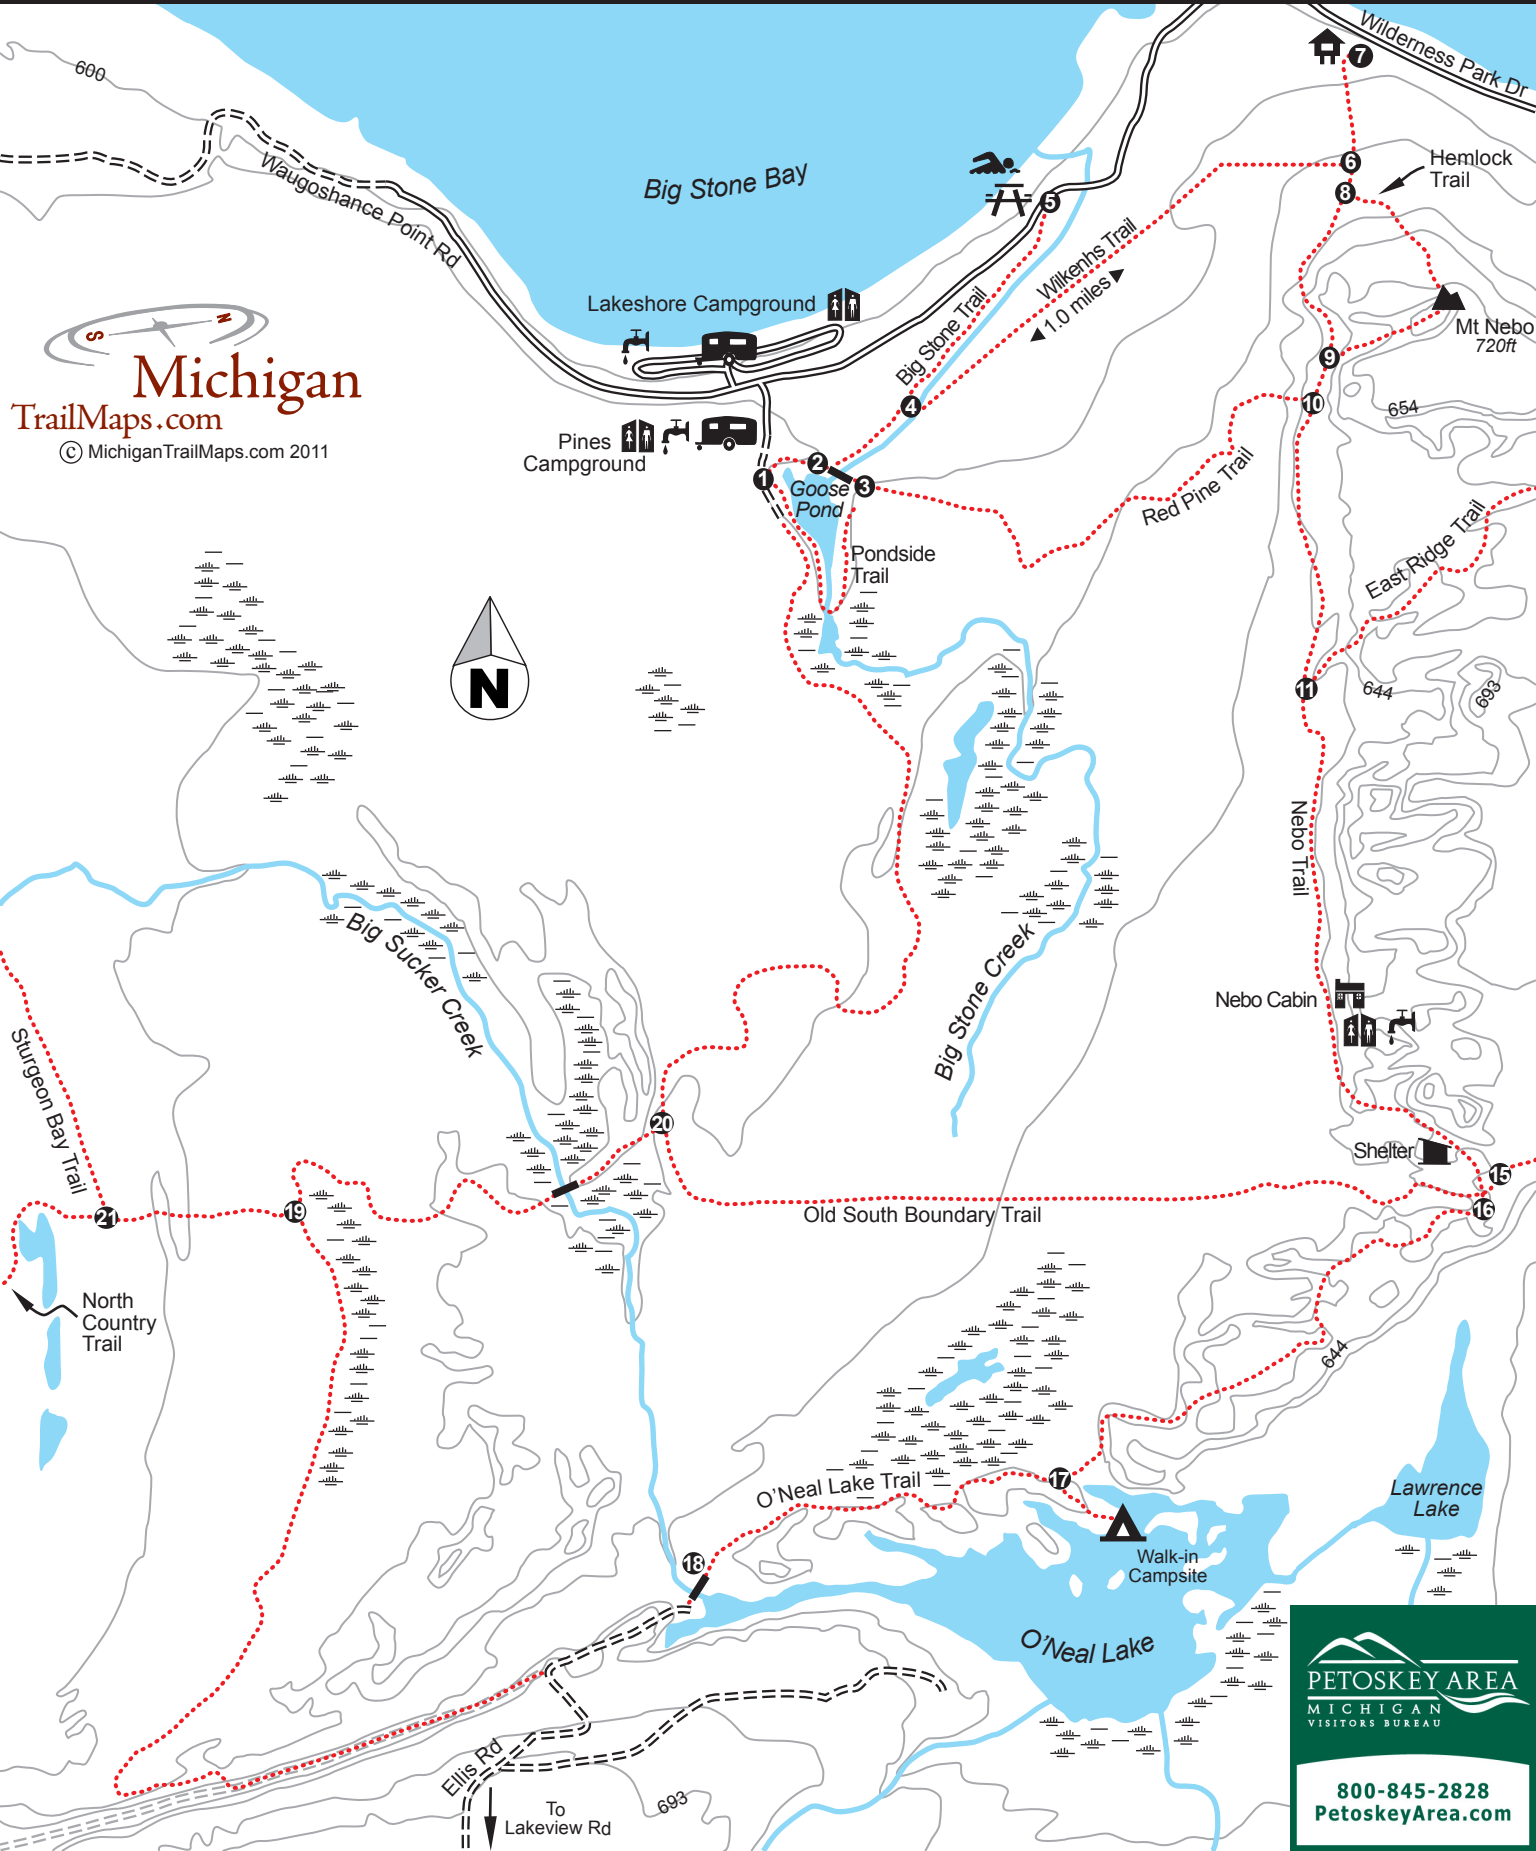 Wilderness Park Dr
7
600
Waugoshance Point Rd
Big Stone Bay
6
Hemlock
Trail
8
5
Wilkenhs Trail
1.0 miles
Big Stone Trail
Lakeshore Campground
S
N
Michigan
TrailMaps.com
© MichiganTrailMaps.com 2011
Mt Nebo
720ft
9
10
654
4
Pines
Campground
1
2
3
Goose
Pond
Red Pine Trail
East Ridge Trail
Pondside
Trail
N
11
644
693
Nebo Trail
Big Sucker Creek
Big Stone Creek
Nebo Cabin
Sturgeon Bay Trail
20
Shelter
15
16
21
19
Old South Boundary Trail
North
Country
Trail
644
17
O'Neal Lake Trail
Lawrence
Lake
18
Walk-in
Campsite
O'Neal Lake
Ellis Rd
To
Lakeview Rd
693
PETOSKEY AREA
MICHIGAN
VISITORS BUREAU
800-845-2828
PetoskeyArea.com